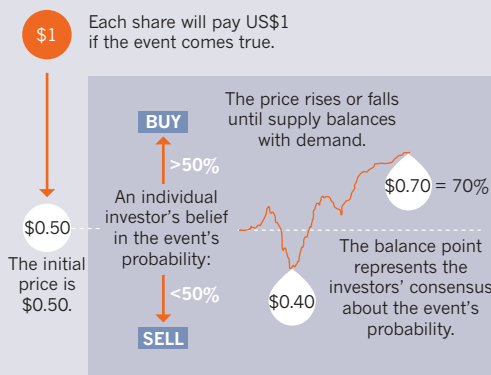 $1
Each share will pay US$1
if the event comes true.
$0.50
The initial
price is
$0.50.
BUY
>50%
An individual
investor’s belief
in the event’s
probability:
<50%
SELL
The price rises or falls
until supply balances
with demand.
$0.70 = 70%
$0.40
The balance point
represents the
investors’ consensus
about the event’s
probability.